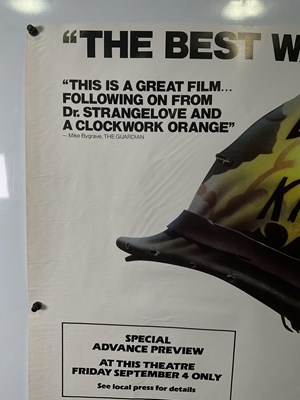 “THE BEST W
“THIS IS A GREAT FILM...
FOLLOWING ON FROM
Dr. STRANGELOVE AND
A CLOCKWORK ORANGE”
— Mike Bygrave, THE GUARDIAN
SPECIAL
ADVANCE PREVIEW
AT THIS THEATRE
FRIDAY SEPTEMBER 4 ONLY
See local press for details